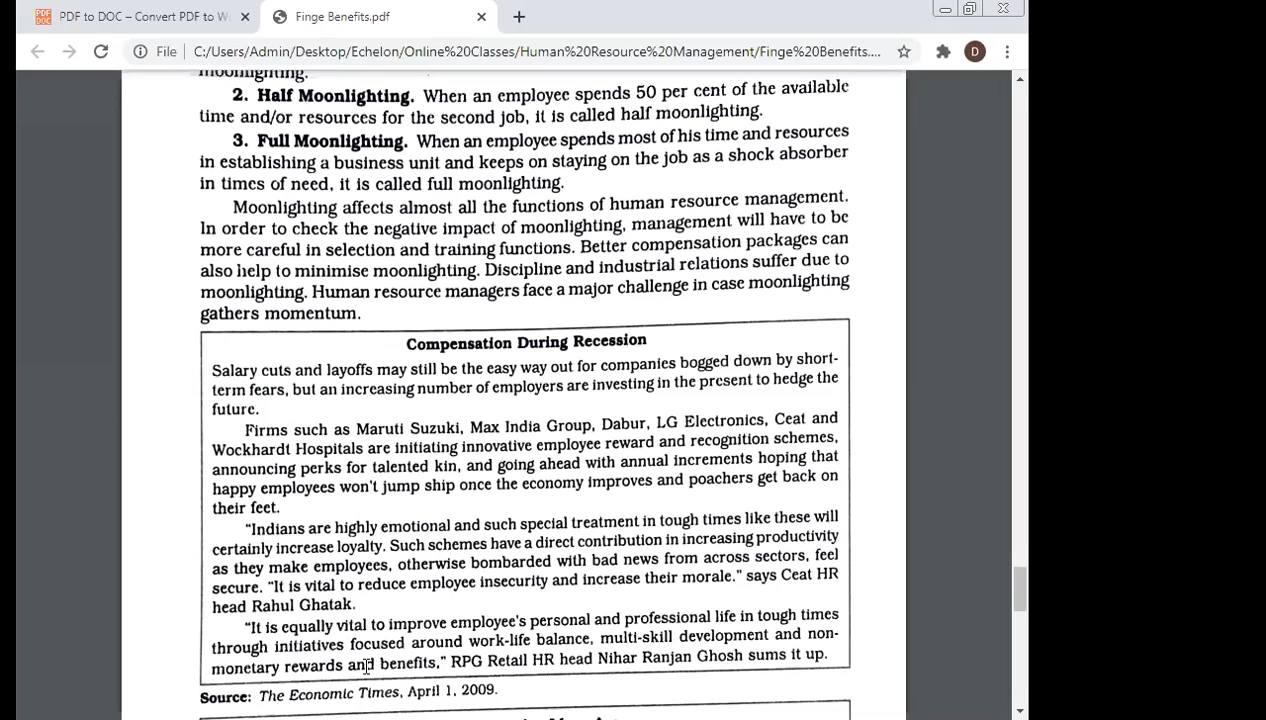 PDF to DOC – Convert PDF to W
Finge Benefits.pdf
File
C:/Users/Admin/Desktop/Echelon/Online%20Classes/Human%20Resource%20Management/Finge%20Benefits....
D
moonlighting.
2. Half Moonlighting. When an employee spends 50 per cent of the available
time and/or resources for the second job, it is called half moonlighting.
3. Full Moonlighting. When an employee spends most of his time and resources
in establishing a business unit and keeps on staying on the job as a shock absorber
in times of need, it is called full moonlighting.
Moonlighting affects almost all the functions of human resource management.
In order to check the negative impact of moonlighting, management will have to be
more careful in selection and training functions. Better compensation packages can
also help to minimise moonlighting. Discipline and industrial relations suffer due to
moonlighting. Human resource managers face a major challenge in case moonlighting
gathers momentum.
Compensation During Recession
Salary cuts and layoffs may still be the easy way out for companies bogged down by short-
term fears, but an increasing number of employers are investing in the present to hedge the
future.
Firms such as Maruti Suzuki, Max India Group, Dabur, LG Electronics, Ceat and
Wockhardt Hospitals are initiating innovative employee reward and recognition schemes,
announcing perks for talented kin, and going ahead with annual increments hoping that
happy employees won't jump ship once the economy improves and poachers get back on
their feet.
"Indians are highly emotional and such special treatment in tough times like these will
certainly increase loyalty. Such schemes have a direct contribution in increasing productivity
as they make employees, otherwise bombarded with bad news from across sectors, feel
secure. "It is vital to reduce employee insecurity and increase their morale." says Ceat HR
head Rahul Ghatak.
"It is equally vital to improve employee's personal and professional life in tough times
through initiatives focused around work-life balance, multi-skill development and non-
monetary rewards and benefits," RPG Retail HR head Nihar Ranjan Ghosh sums it up.
Source: The Economic Times, April 1, 2009.